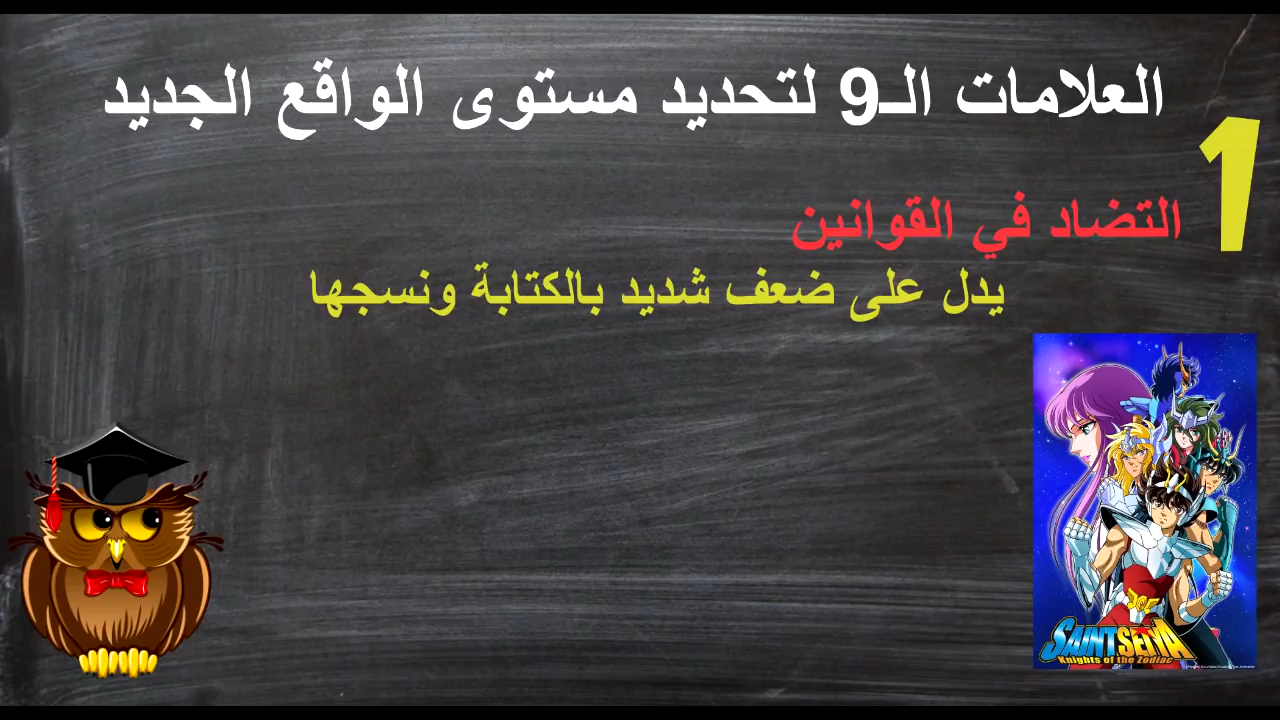 العلامات الـ9 لتحديد مستوى الواقع الجديد
1
التضاد في القوانين
يدل على ضعف شديد بالكتابة ونسجها
SAINT SEIYA
Knights of the Zodiac